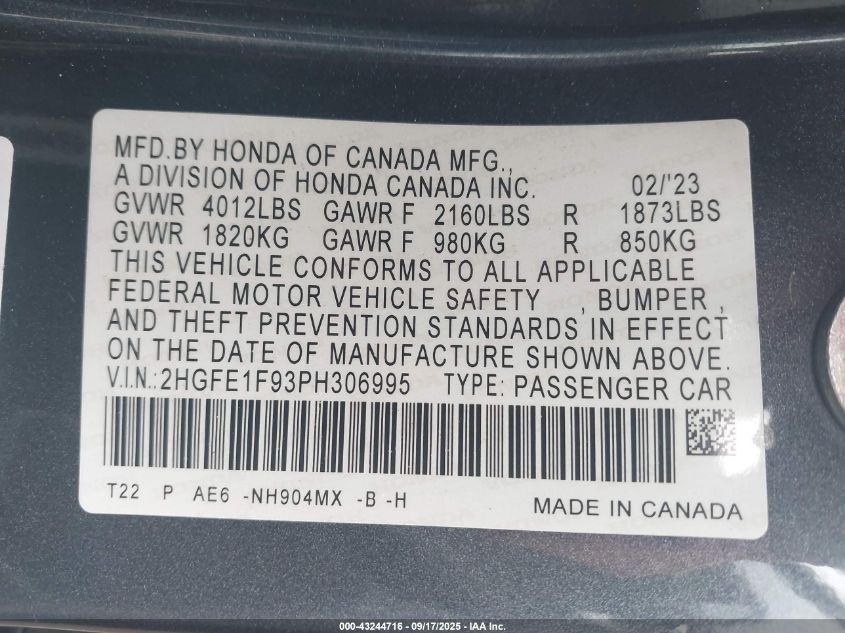 MFD.BY HONDA OF CANADA MFG.,
A DIVISION OF HONDA CANADA INC. 02/'23
GVWR 4012LBS GAWR F 2160LBS R 1873LBS
GVWR 1820KG GAWR F 980KG R 850KG
THIS VEHICLE CONFORMS TO ALL APPLICABLE
FEDERAL MOTOR VEHICLE SAFETY , BUMPER ,
AND THEFT PREVENTION STANDARDS IN EFFECT
ON THE DATE OF MANUFACTURE SHOWN ABOVE.
V.I.N.:2HGFE1F93PH306995 TYPE: PASSENGER CAR
T22 P AE6 -NH904MX -B -H MADE IN CANADA
000-43244716 - 09/17/2025 - IAA Inc.